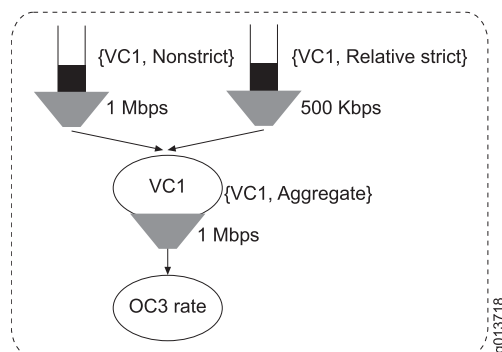 {VC1, Nonstrict}
{VC1, Relative strict}
1 Mbps
500 Kbps
VC1
{VC1, Aggregate}
1 Mbps
OC3 rate
g013718